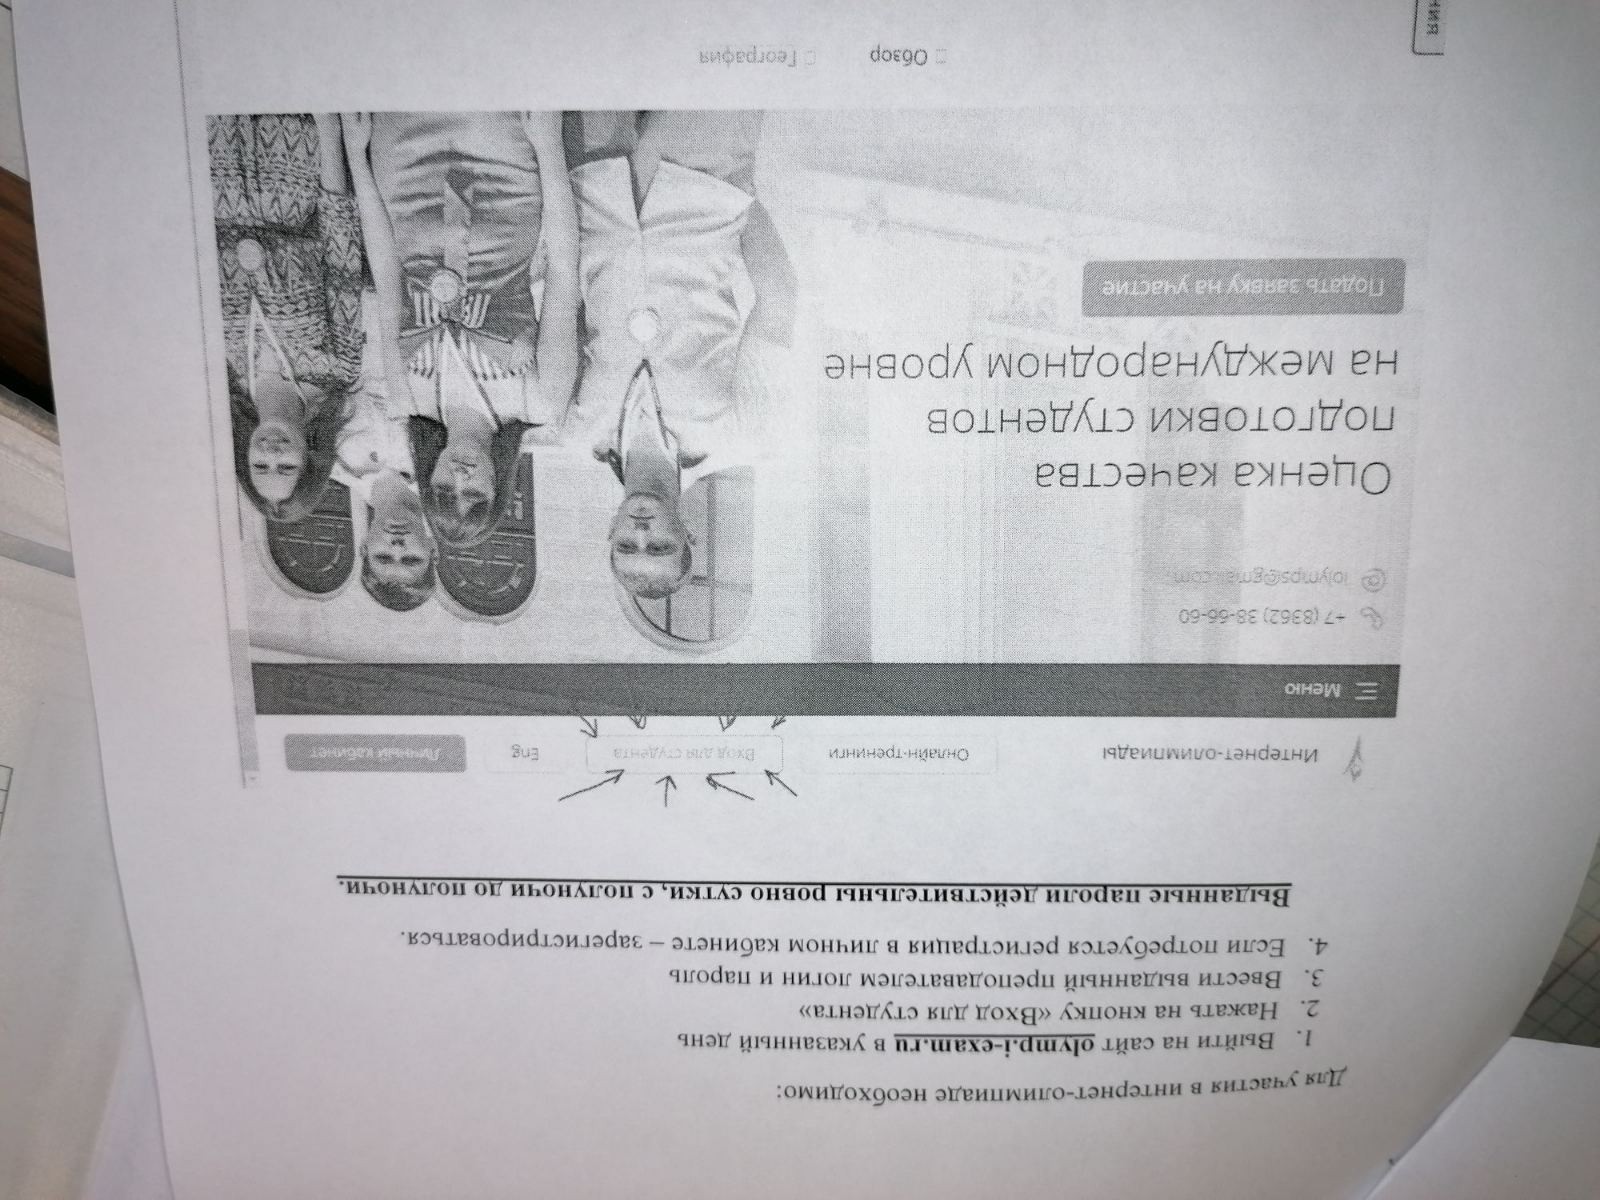 Для участия в интернет-олимпиаде необходимо:
1. Выйти на сайт olymp.i-exam.ru в указанный день
2. Нажать на кнопку «Вход для студента»
3. Ввести выданный преподавателем логин и пароль
4. Если потребуется регистрация в личном кабинете – зарегистрироваться.
Выданные пароли действительны ровно сутки, с полуночи до полуночи.
Интернет-олимпиады Онлайн-тренинги Вход для студента Eng Личный кабинет
Меню
+7 (8362) 38-66-60
iolymps@gmail.com
Оценка качества
подготовки студентов
на международном уровне
Подать заявку на участие
Обзор География